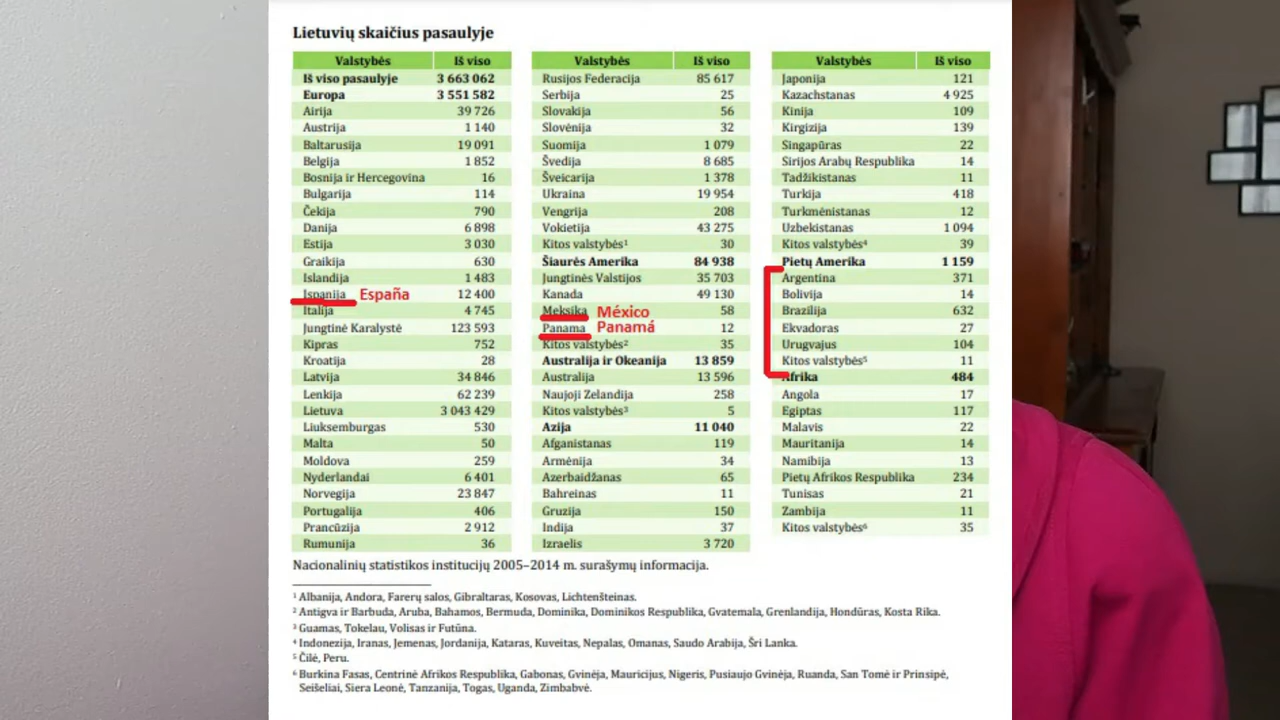 Lietuvių skaičius pasaulyje
Valstybės Iš viso
Iš viso pasaulyje 3 663 062
Europa 3 551 582
Airija 39 726
Austrija 1 140
Baltarusija 19 091
Belgija 1 852
Bosnija ir Hercegovina 16
Bulgarija 114
Čekija 790
Danija 6 898
Estija 3 030
Graikija 630
Islandija 1 483
Ispanija España 12 400
Italija 4 745
Jungtinė Karalystė 123 593
Kipras 752
Kroatija 28
Latvija 34 846
Lenkija 62 239
Lietuva 3 043 429
Liuksemburgas 530
Malta 50
Moldova 259
Nyderlandai 6 401
Norvegija 23 847
Portugalija 406
Prancūzija 2 912
Rumunija 36
Valstybės Iš viso
Rusijos Federacija 85 617
Serbija 25
Slovakija 56
Slovėnija 32
Suomija 1 079
Švedija 8 685
Šveicarija 1 378
Ukraina 19 954
Vengrija 208
Vokietija 43 275
Kitos valstybės¹ 30
Šiaurės Amerika 84 938
Jungtinės Valstijos 35 703
Kanada 49 130
Meksika México 58
Panama Panamá 12
Kitos valstybės² 35
Australija ir Okeanija 13 859
Australija 13 596
Naujoji Zelandija 258
Kitos valstybės³ 5
Azija 11 040
Afganistanas 119
Armėnija 34
Azerbaidžanas 65
Bahreinas 11
Gruzija 150
Indija 37
Izraelis 3 720
Valstybės Iš viso
Japonija 121
Kazachstanas 4 925
Kinija 109
Kirgizija 139
Singapūras 22
Sirijos Arabų Respublika 14
Tadžikistanas 11
Turkija 418
Turkmėnistanas 12
Uzbekistanas 1 094
Kitos valstybės⁴ 39
Pietų Amerika 1 159
Argentina 371
Bolivija 14
Brazilija 632
Ekvadoras 27
Urugvajus 104
Kitos valstybės⁵ 11
Afrika 484
Angola 17
Egiptas 117
Malavis 22
Mauritanija 14
Namibija 13
Pietų Afrikos Respublika 234
Tunisas 21
Zambija 11
Kitos valstybės⁶ 35
Nacionalinių statistikos institucijų 2005–2014 m. surašymų informacija.
¹ Albanija, Andora, Farerų salos, Gibraltaras, Kosovas, Lichtenšteinas.
² Antigva ir Barbuda, Aruba, Bahamos, Bermuda, Dominika, Dominikos Respublika, Gvatemala, Grenlandija, Hondūras, Kosta Rika.
³ Guamas, Tokelau, Volisas ir Futūna.
⁴ Indonezija, Iranas, Jemenas, Jordanija, Kataras, Kuveitas, Nepalas, Omanas, Saudo Arabija, Šri Lanka.
⁵ Čilė, Peru.
⁶ Burkina Fasas, Centrinė Afrikos Respublika, Gabonas, Gvinėja, Mauricijus, Nigeris, Pusiaujo Gvinėja, Ruanda, San Tomė ir Prinsipė,
Seišeliai, Siera Leonė, Tanzanija, Togas, Uganda, Zimbabvė.